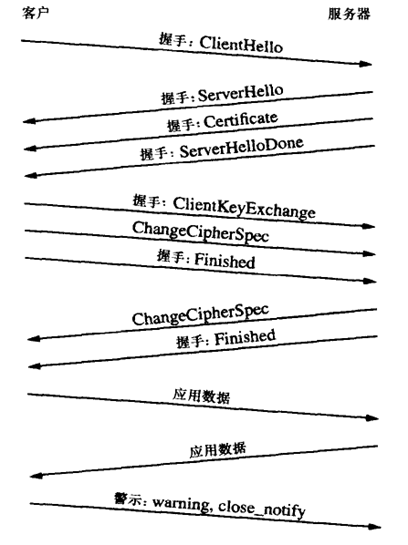 客户
服务器
握手: ClientHello
握手: ServerHello
握手: Certificate
握手: ServerHelloDone
握手: ClientKeyExchange
ChangeCipherSpec
握手: Finished
ChangeCipherSpec
握手: Finished
应用数据
应用数据
警示: warning, close_notify